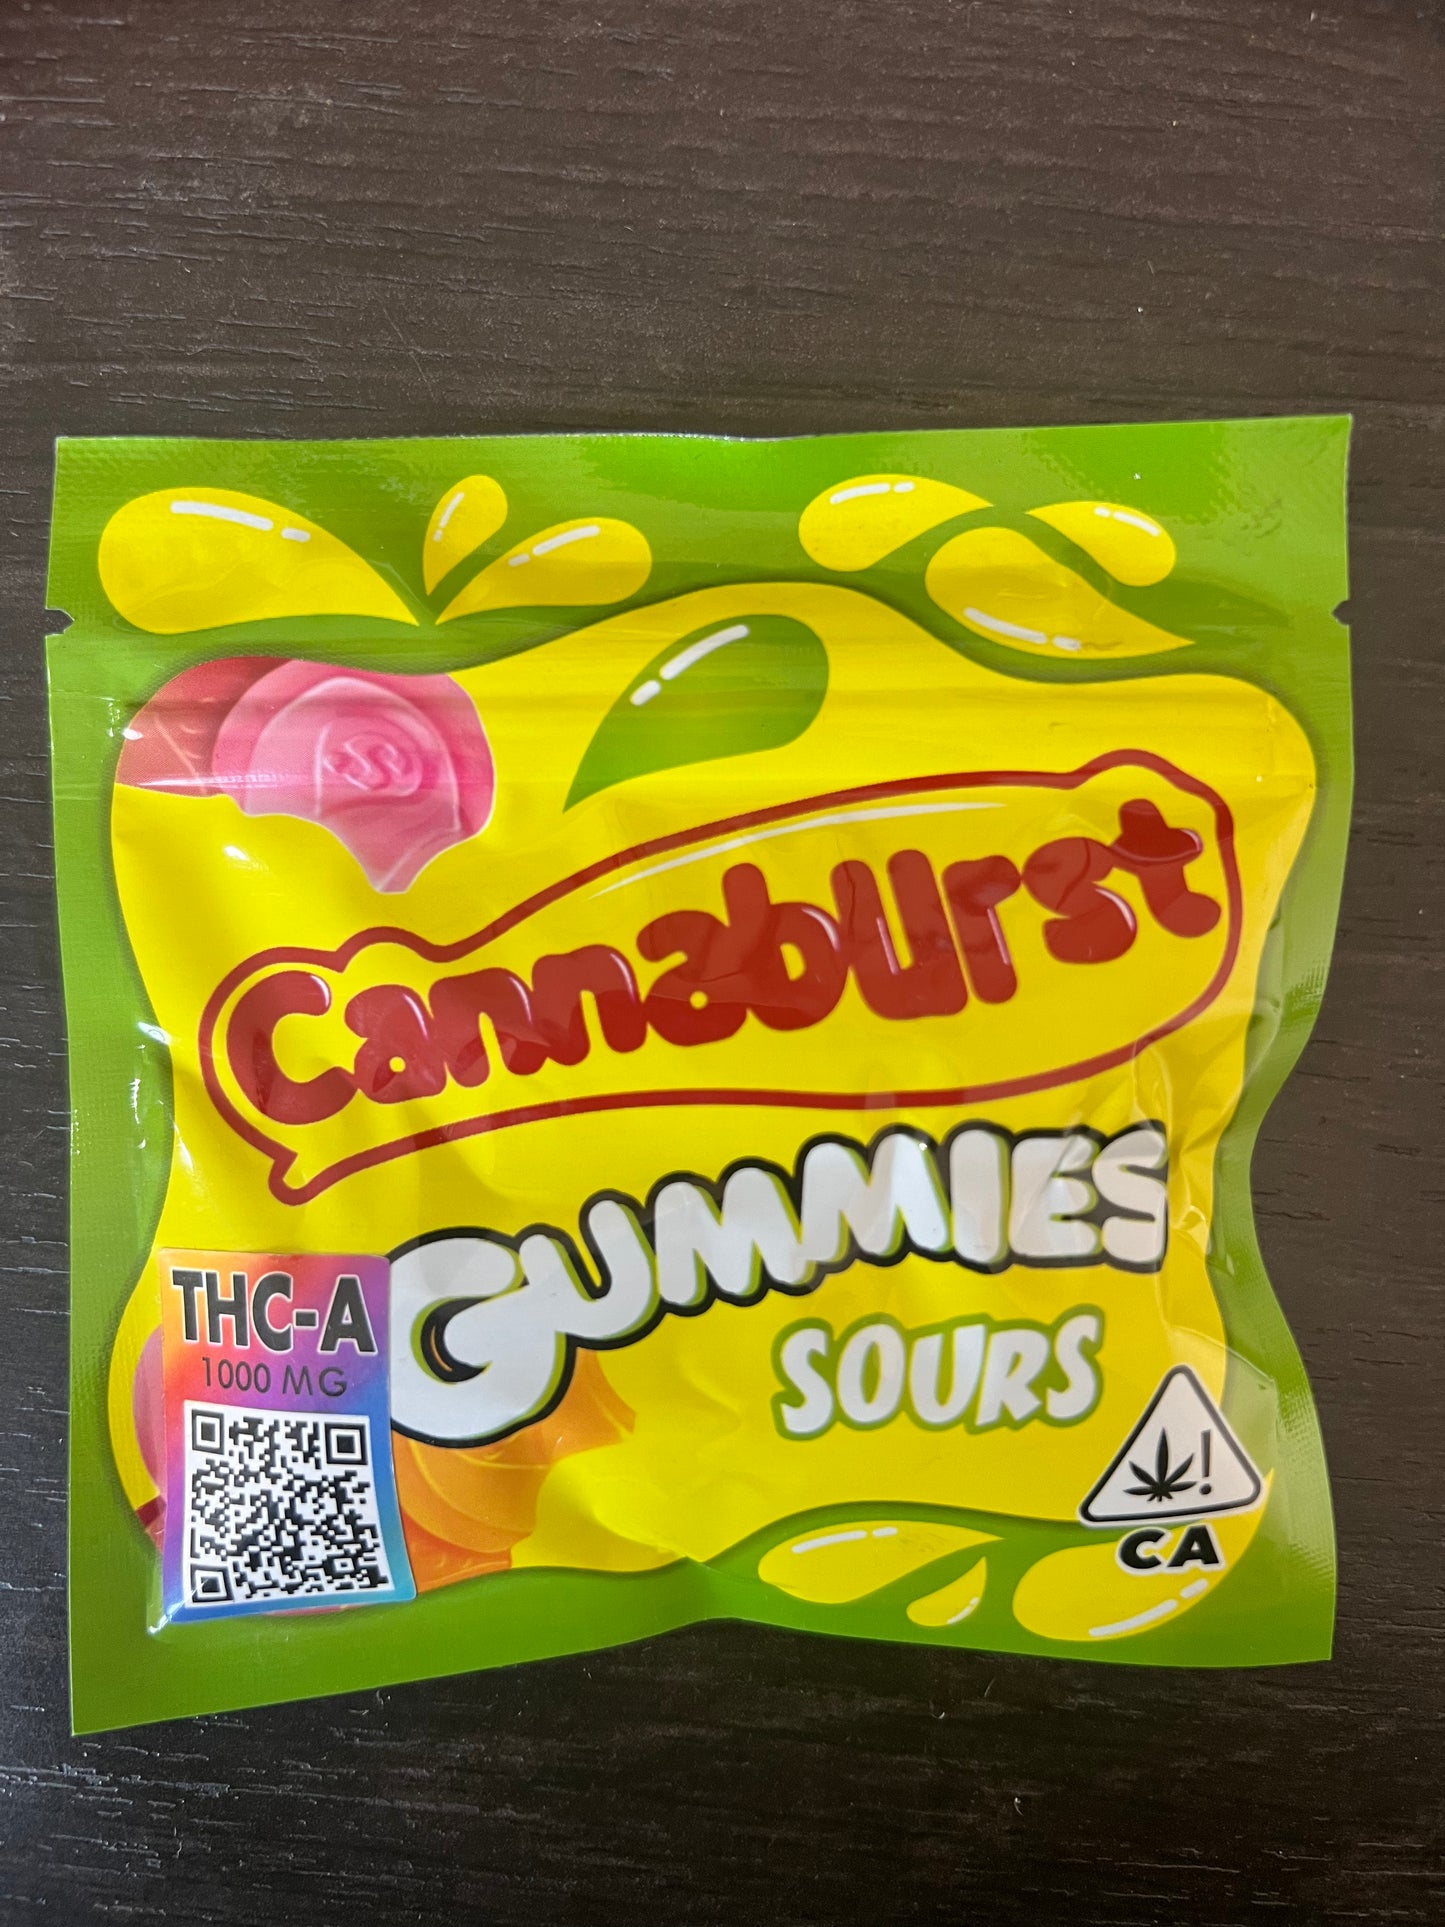 Cannaburst
GUMMIES
SOURS
THC-A
1000 MG
!
CA